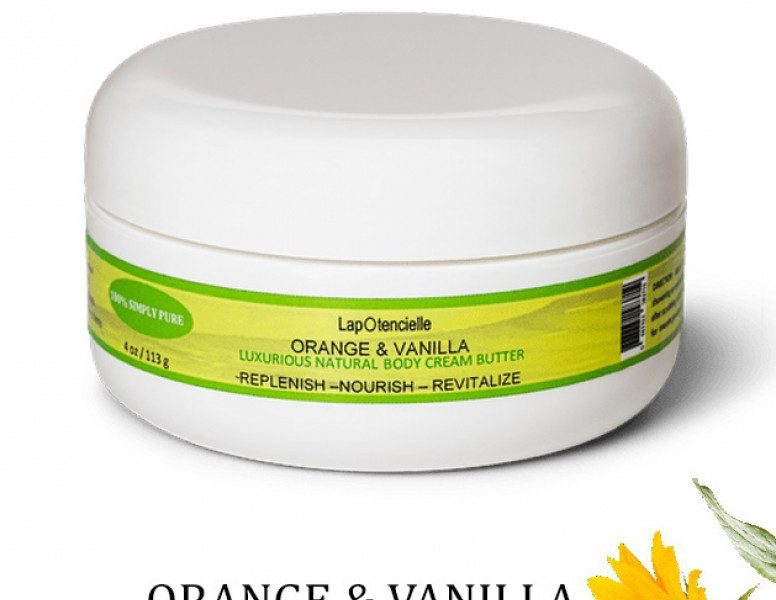 100% SIMPLY PURE
4 oz / 113 g
LapOtencielle
ORANGE & VANILLA
LUXURIOUS NATURAL BODY CREAM BUTTER
-REPLENISH –NOURISH – REVITALIZE
ORANGE & VANILLA